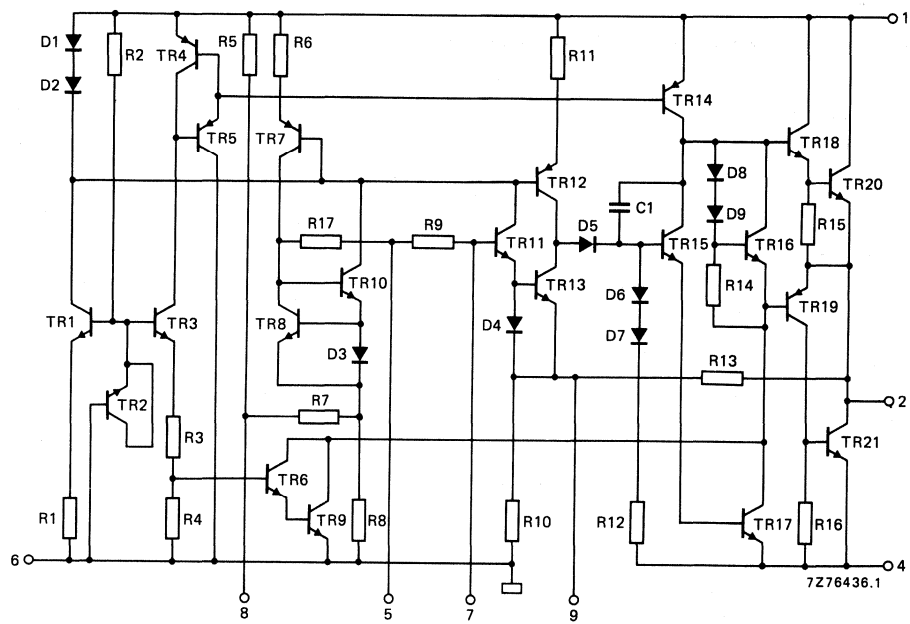 D1
R2
TR4
R5
R6
R11
1
D2
TR14
TR5
TR7
TR18
TR12
D8
TR20
C1
D9
R15
R17
R9
D5
TR11
TR15
TR16
TR10
TR13
D6
R14
TR19
TR1
TR3
TR8
D4
D7
D3
R13
TR2
R7
2
R3
TR21
TR6
R1
R4
TR9
R8
R10
R12
TR17
R16
6
4
7Z76436.1
8
5
7
9